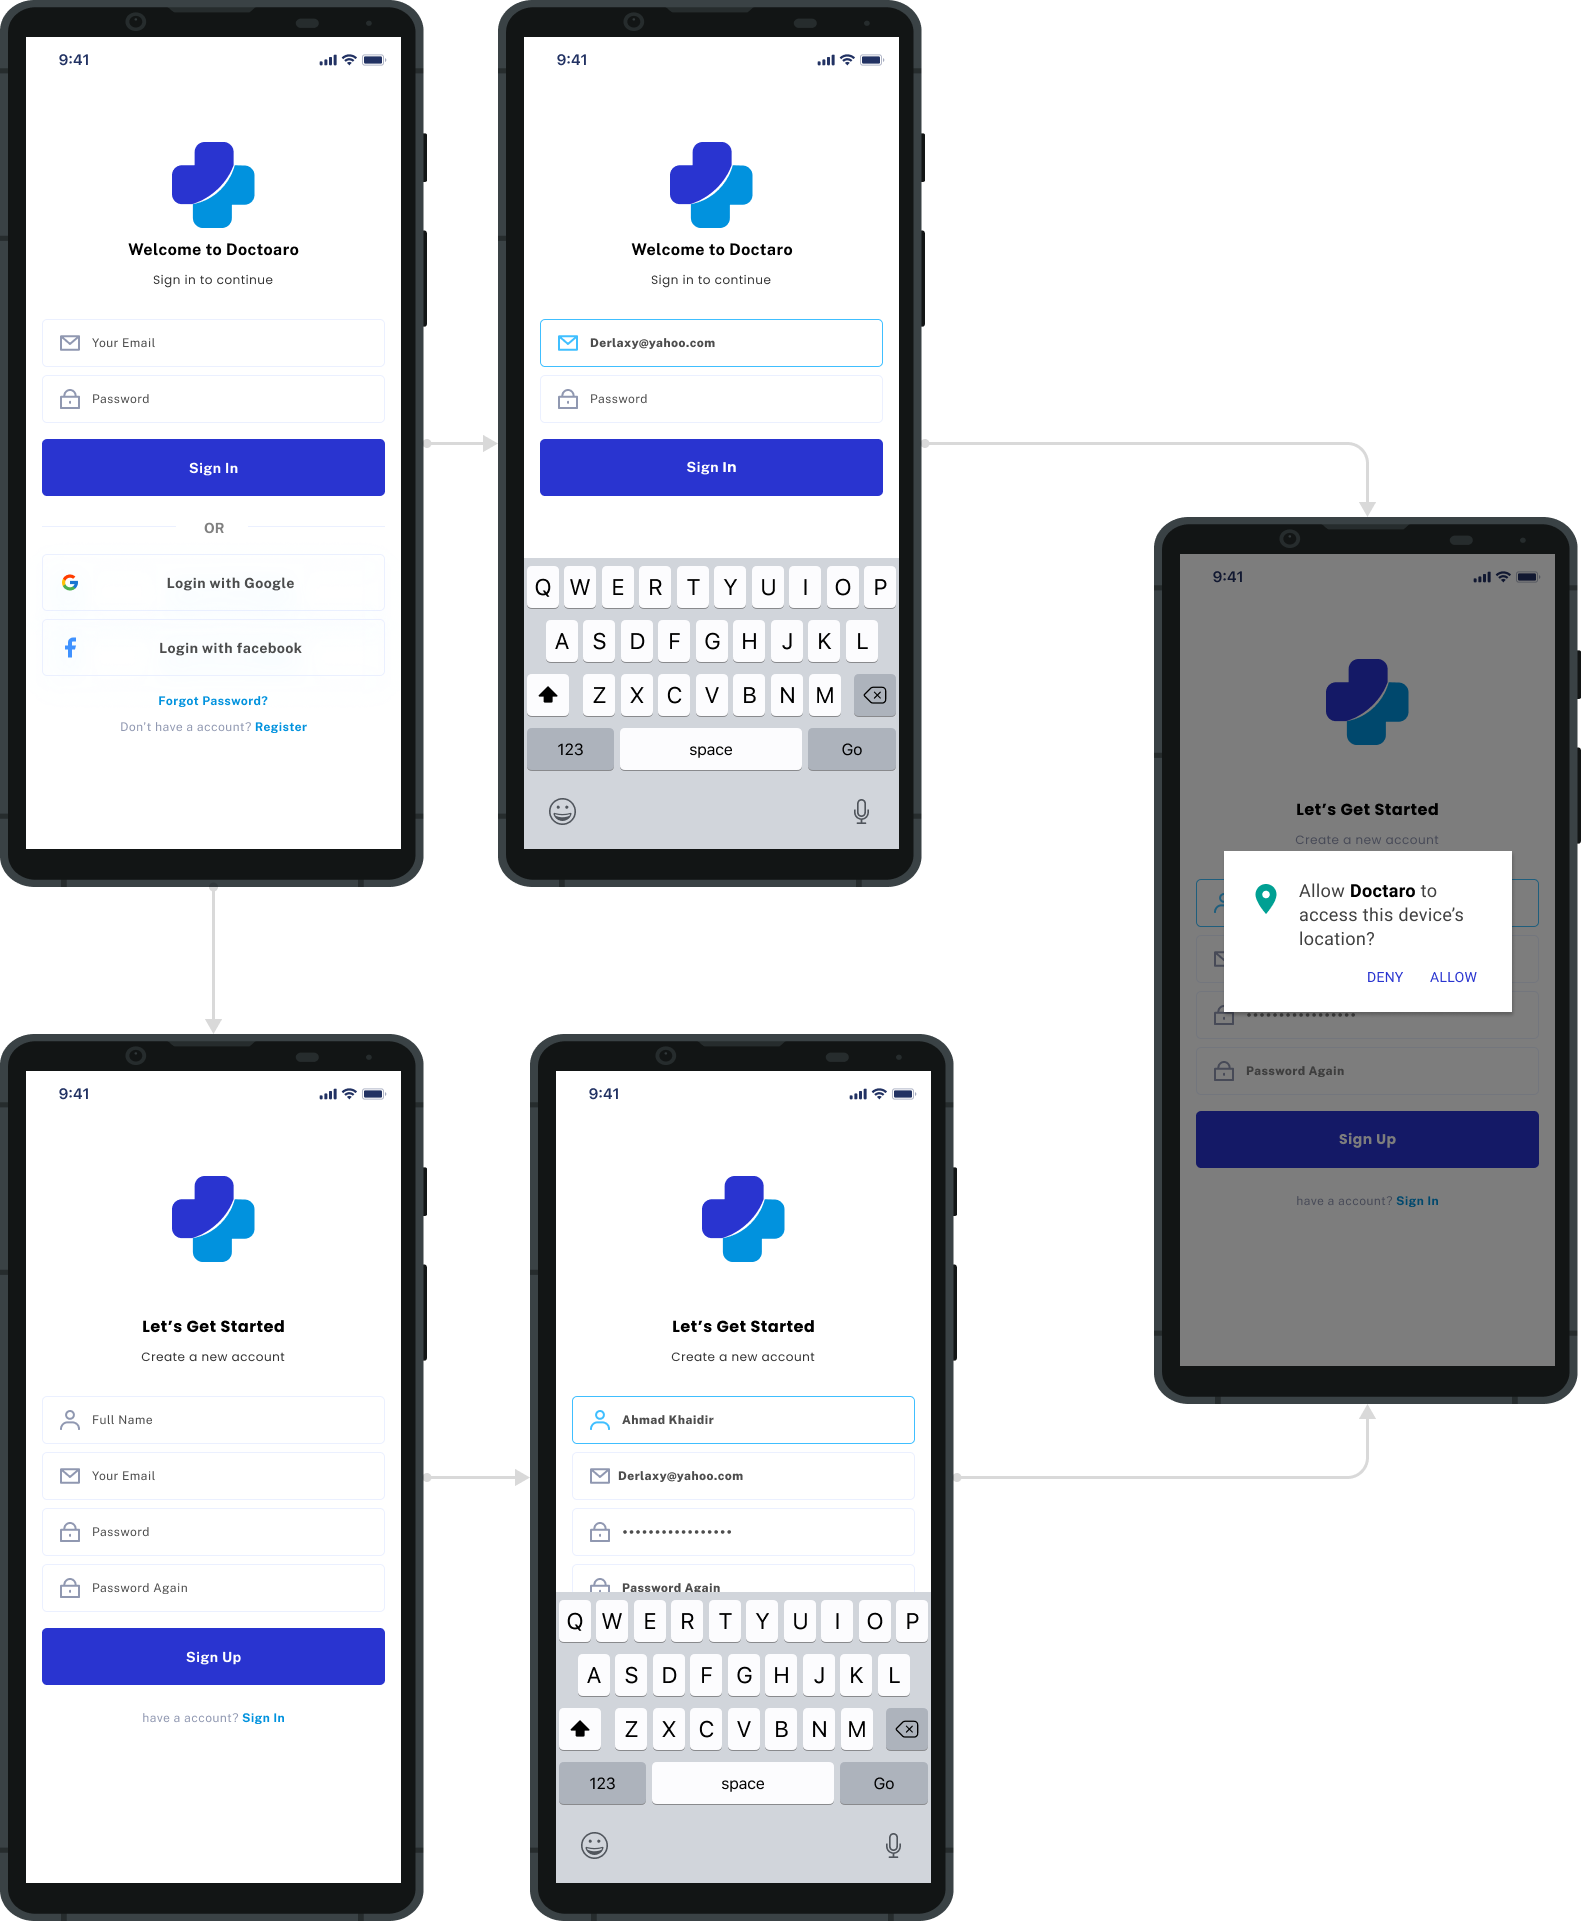 9:41
Welcome to Doctoaro
Sign in to continue
Your Email
Password
Sign In
OR
Login with Google
Login with facebook
Forgot Password?
Don't have a account? Register
9:41
Welcome to Doctaro
Sign in to continue
Derlaxy@yahoo.com
Password
Sign In
Q W E R T Y U I O P
A S D F G H J K L
Z X C V B N M
123 space Go
9:41
Let's Get Started
Create a new account
Allow Doctaro to
access this device's
location?
DENY ALLOW
•••••••••••••••••
Password Again
Sign Up
have a account? Sign In
9:41
Let's Get Started
Create a new account
Full Name
Your Email
Password
Password Again
Sign Up
have a account? Sign In
9:41
Let's Get Started
Create a new account
Ahmad Khaidir
Derlaxy@yahoo.com
•••••••••••••••••
Password Again
Q W E R T Y U I O P
A S D F G H J K L
Z X C V B N M
123 space Go